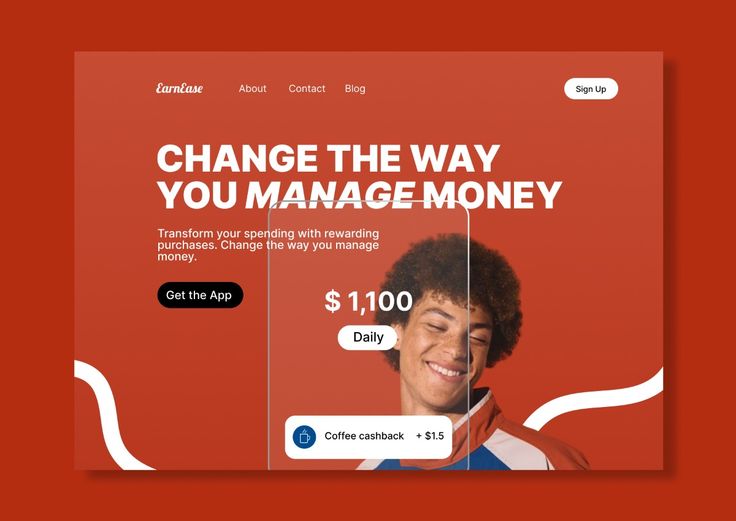 EarnEase
About
Contact
Blog
Sign Up
CHANGE THE WAY
YOU MANAGE MONEY
Transform your spending with rewarding
purchases. Change the way you manage
money.
Get the App
$ 1,100
Daily
Coffee cashback + $1.5